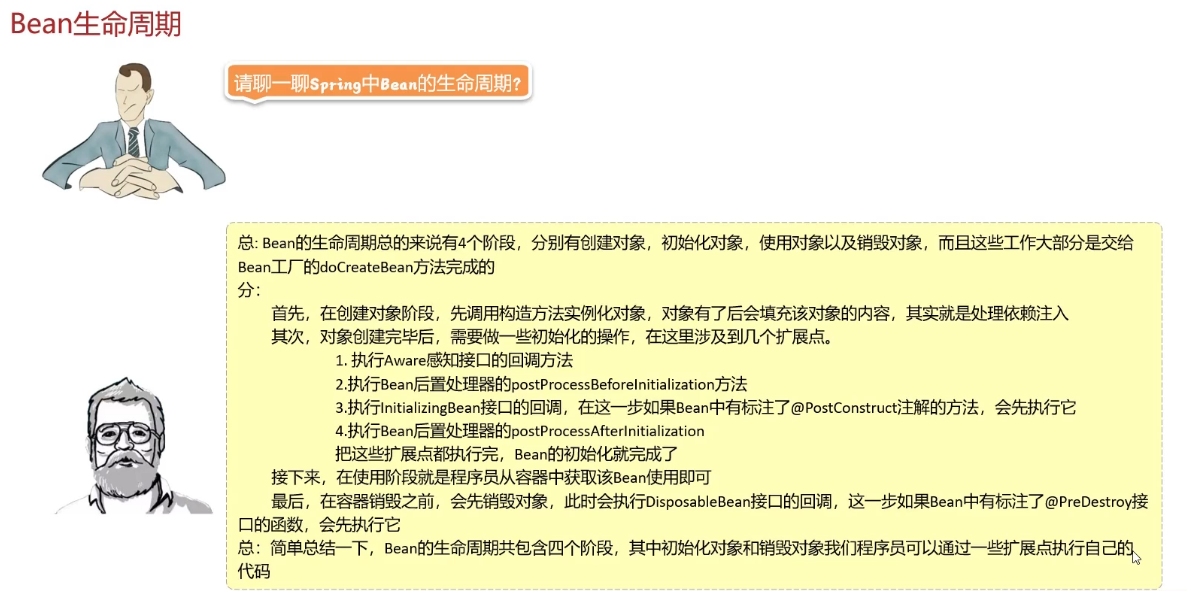 Bean生命周期
请聊一聊Spring中Bean的生命周期?
总: Bean的生命周期总的来说有4个阶段，分别有创建对象，初始化对象，使用对象以及销毁对象，而且这些工作大部分是交给
Bean工厂的doCreateBean方法完成的
分：
首先，在创建对象阶段，先调用构造方法实例化对象，对象有了后会填充该对象的内容，其实就是处理依赖注入
其次，对象创建完毕后，需要做一些初始化的操作，在这里涉及到几个扩展点。
1. 执行Aware感知接口的回调方法
2.执行Bean后置处理器的postProcessBeforeInitialization方法
3.执行InitializingBean接口的回调，在这一步如果Bean中有标注了@PostConstruct注解的方法，会先执行它
4.执行Bean后置处理器的postProcessAfterInitialization
把这些扩展点都执行完，Bean的初始化就完成了
接下来，在使用阶段就是程序员从容器中获取该Bean使用即可
最后，在容器销毁之前，会先销毁对象，此时会执行DisposableBean接口的回调，这一步如果Bean中有标注了@PreDestroy接
口的函数，会先执行它
总：简单总结一下，Bean的生命周期共包含四个阶段，其中初始化对象和销毁对象我们程序员可以通过一些扩展点执行自己的
代码